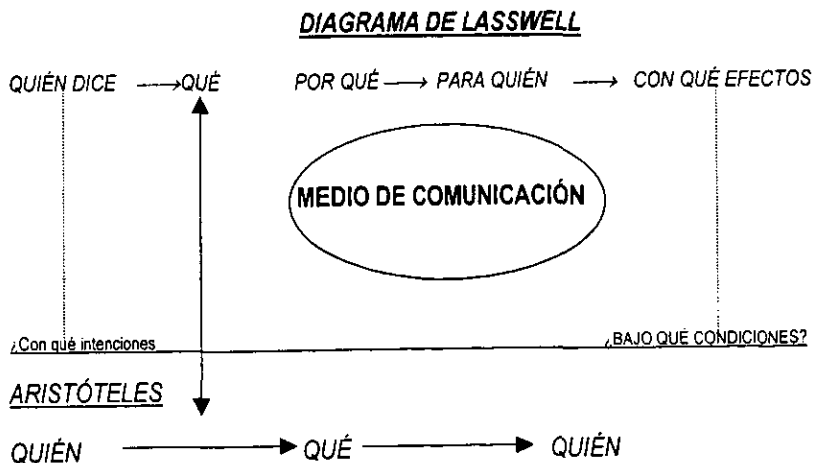 DIAGRAMA DE LASSWELL
QUIÉN DICE → QUÉ POR QUÉ → PARA QUIÉN → CON QUÉ EFECTOS
MEDIO DE COMUNICACIÓN
¿Con qué intenciones ¿BAJO QUE CONDICIONES?
ARISTÓTELES
QUIÉN → QUÉ → QUIÉN